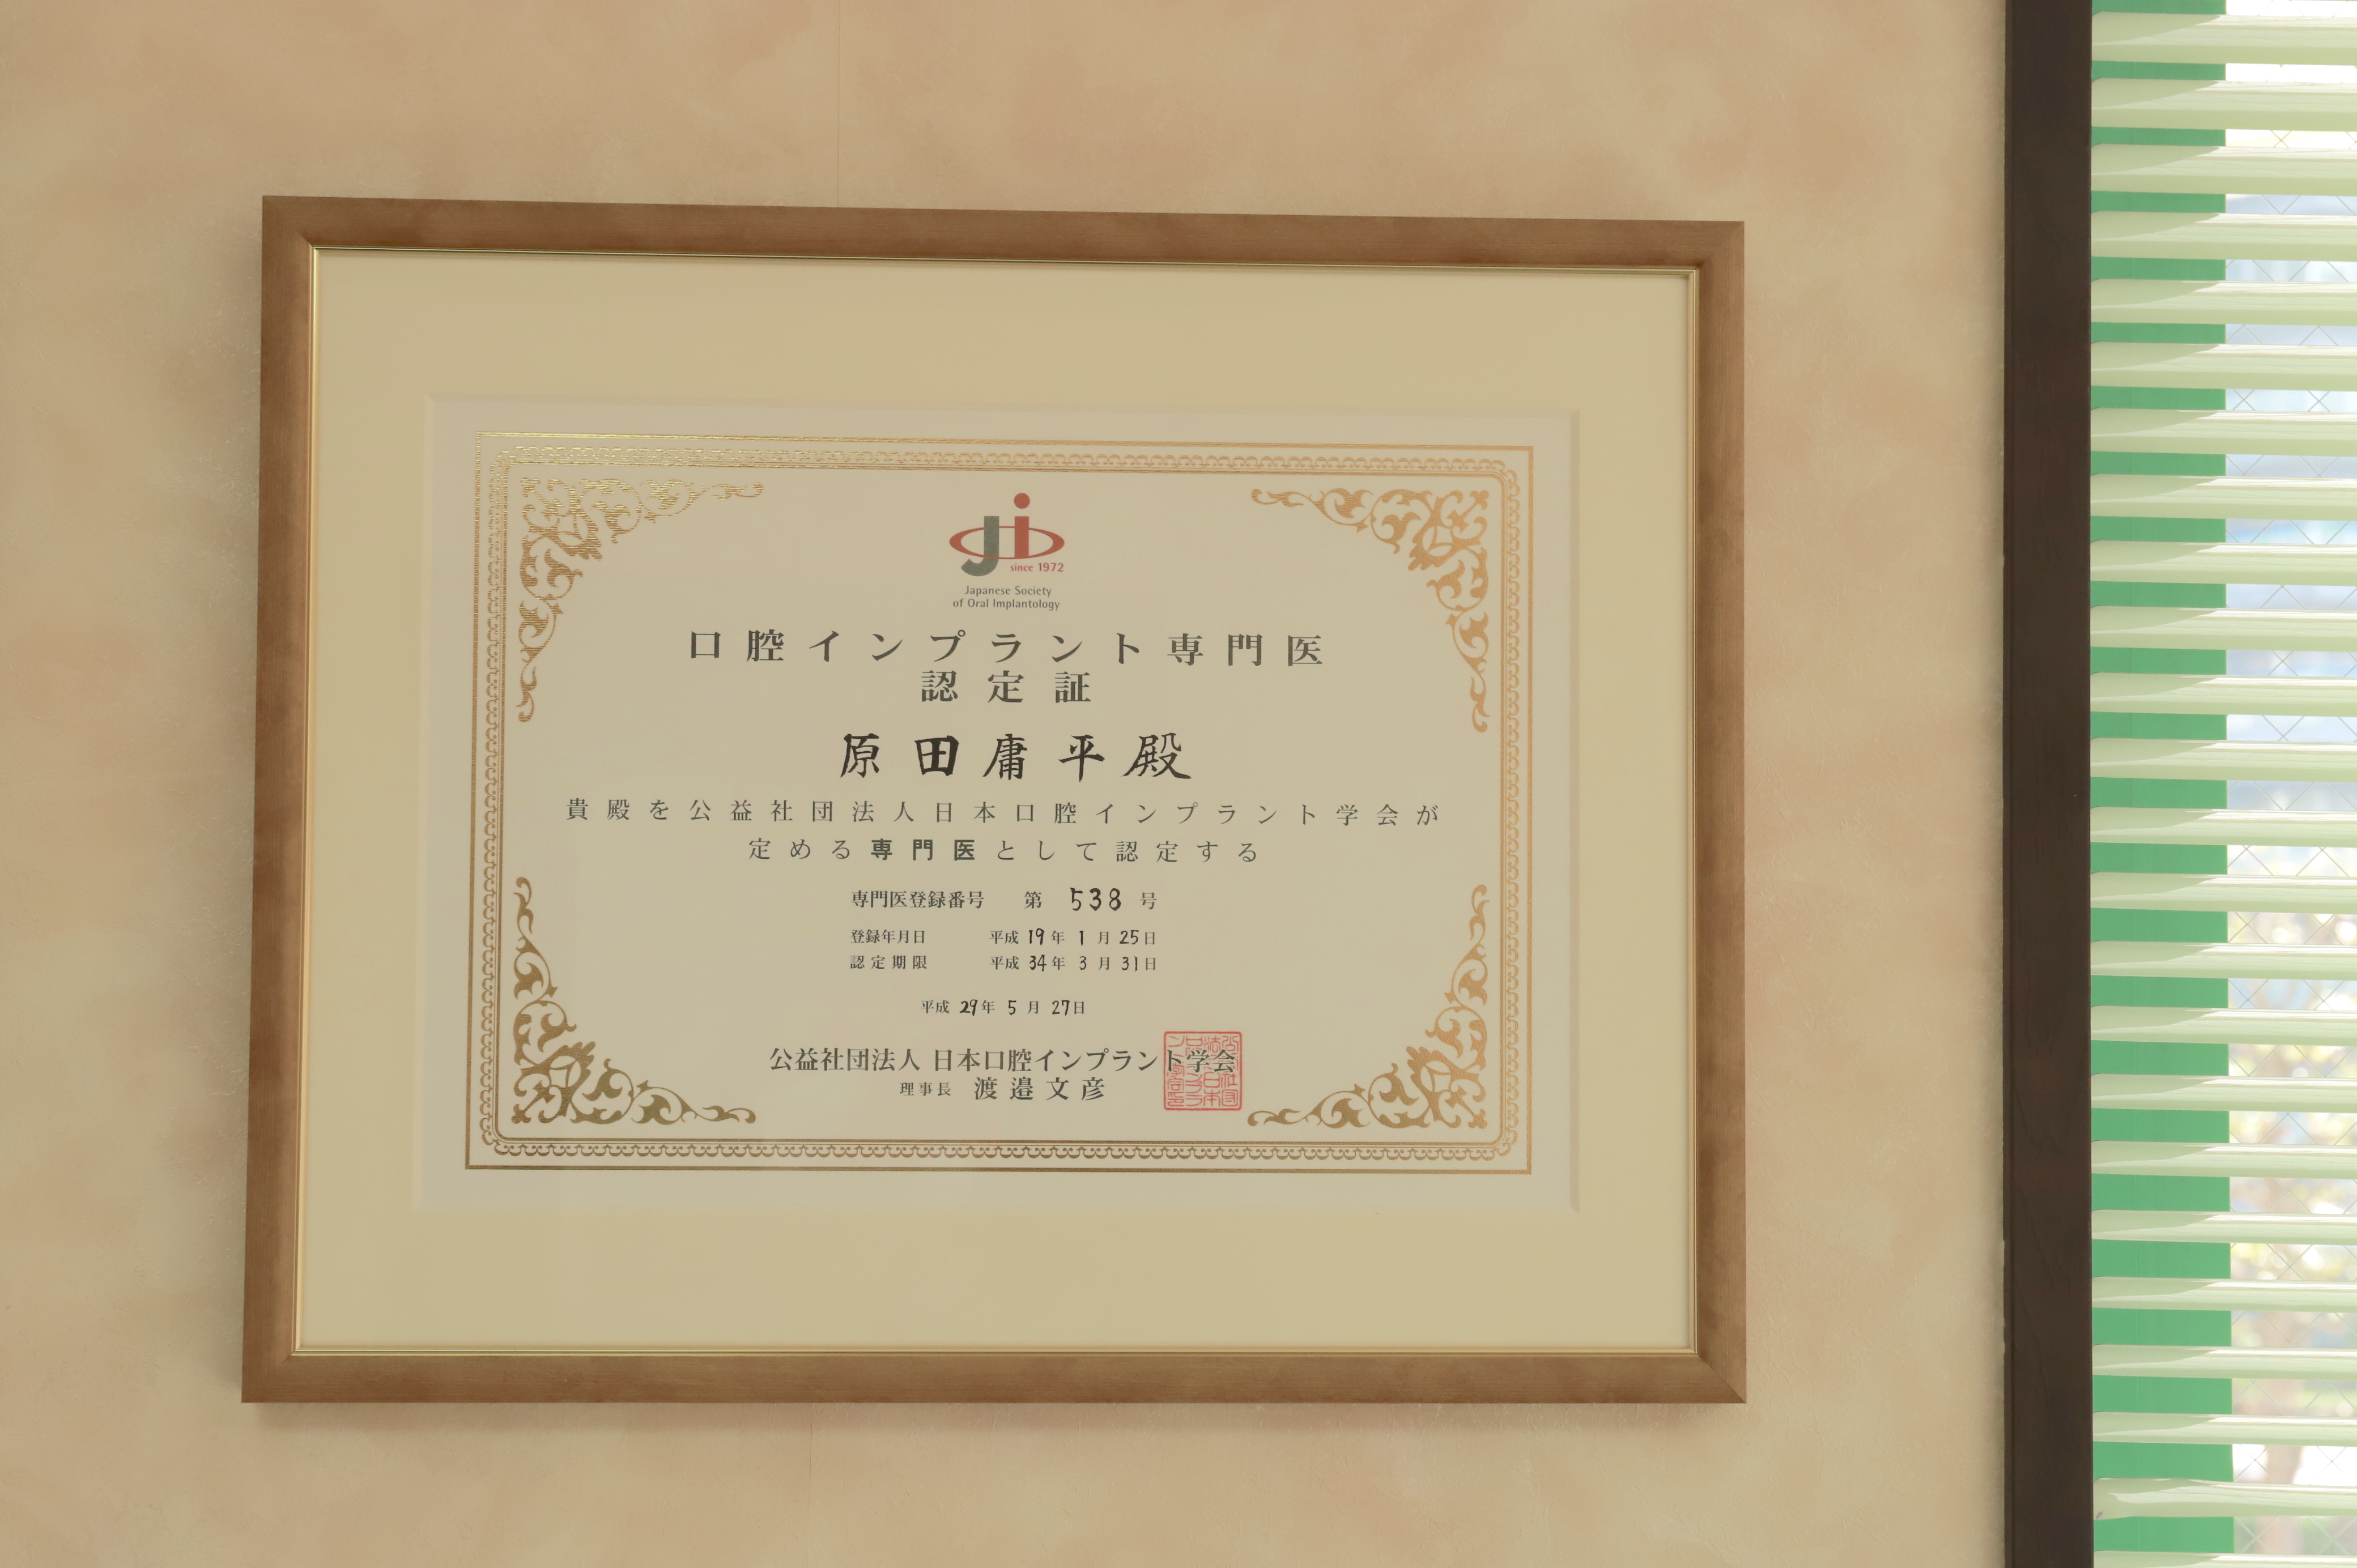 ji
since 1972
Japanese Society
of Oral Implantology
口腔インプラント専門医
認定証
原田庸平殿
貴殿を公益社団法人日本口腔インプラント学会が
定める専門医として認定する
専門医登録番号 第 538 号
登録年月日 平成 19 年 1 月 25 日
認定期限 平成 34 年 3 月 31 日
平成 29 年 5 月 27 日
公益社団法人 日本口腔インプラント学会
理事長 渡邉文彦